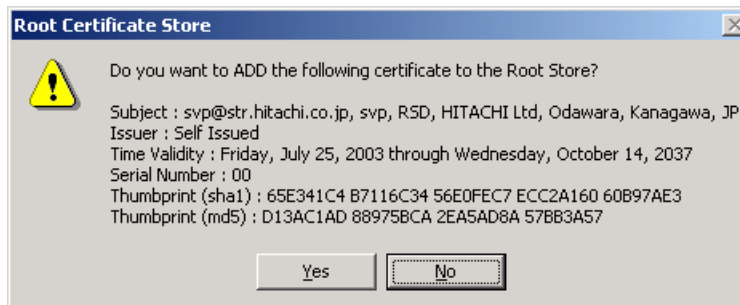 Root Certificate Store
Do you want to ADD the following certificate to the Root Store?
Subject : svp@str.hitachi.co.jp, svp, RSD, HITACHI Ltd, Odawara, Kanagawa, JP
Issuer : Self Issued
Time Validity : Friday, July 25, 2003 through Wednesday, October 14, 2037
Serial Number : 00
Thumbprint (sha1) : 65E341C4 B7116C34 56E0FEC7 ECC2A160 60B97AE3
Thumbprint (md5) : D13AC1AD 88975BCA 2EA5AD8A 57BB3A57
Yes No